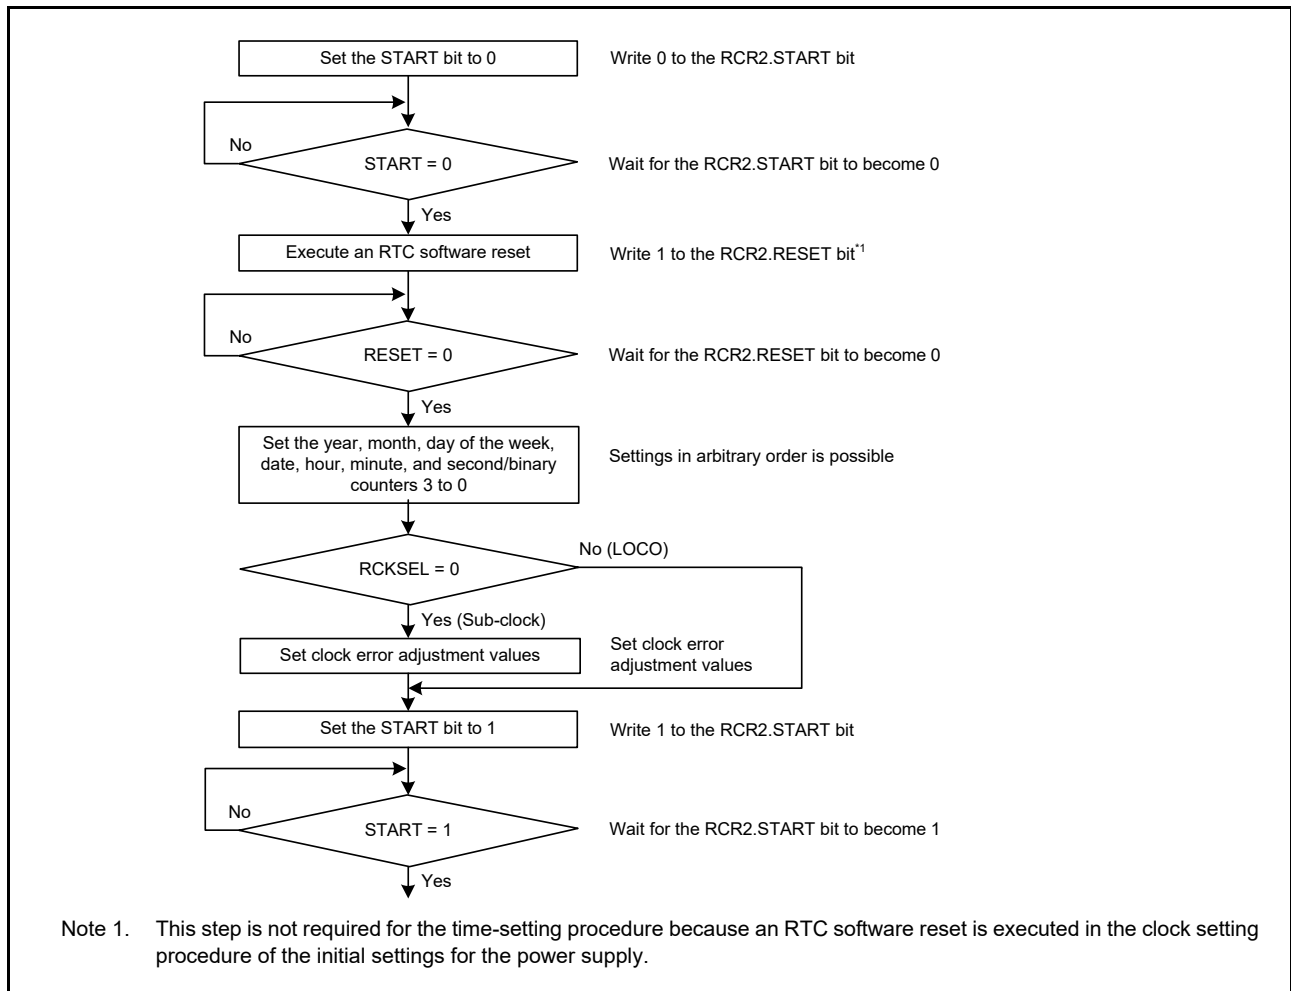 Set the START bit to 0
Write 0 to the RCR2.START bit
No
START = 0
Wait for the RCR2.START bit to become 0
Yes
Execute an RTC software reset
Write 1 to the RCR2.RESET bit*1
No
RESET = 0
Wait for the RCR2.RESET bit to become 0
Yes
Set the year, month, day of the week,
date, hour, minute, and second/binary
counters 3 to 0
Settings in arbitrary order is possible
No (LOCO)
RCKSEL = 0
Yes (Sub-clock)
Set clock error adjustment values
Set clock error
adjustment values
Set the START bit to 1
Write 1 to the RCR2.START bit
No
START = 1
Wait for the RCR2.START bit to become 1
Yes
Note 1. This step is not required for the time-setting procedure because an RTC software reset is executed in the clock setting
procedure of the initial settings for the power supply.